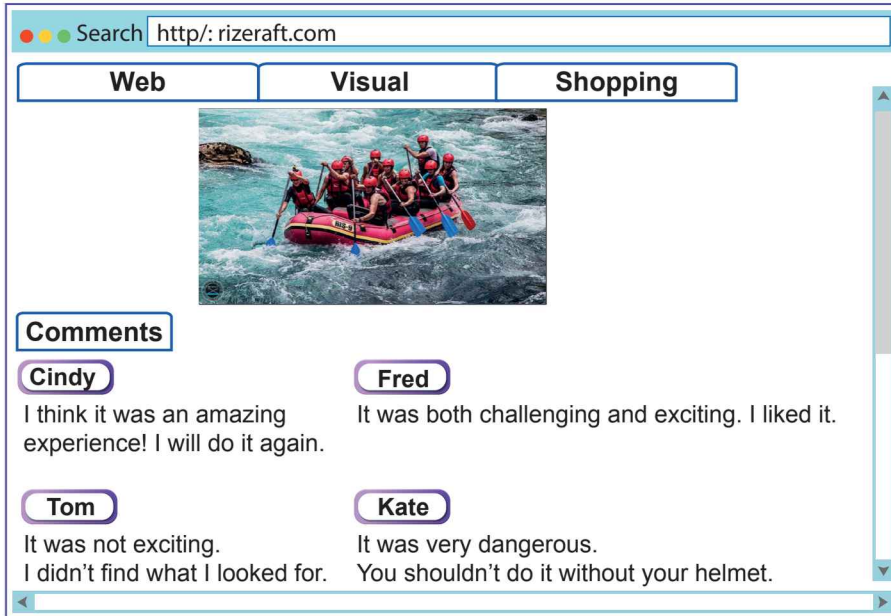 Search http/: rizeraft.com
Web Visual Shopping
Comments
Cindy
I think it was an amazing
experience! I will do it again.
Fred
It was both challenging and exciting. I liked it.
Tom
It was not exciting.
I didn't find what I looked for.
Kate
It was very dangerous.
You shouldn't do it without your helmet.